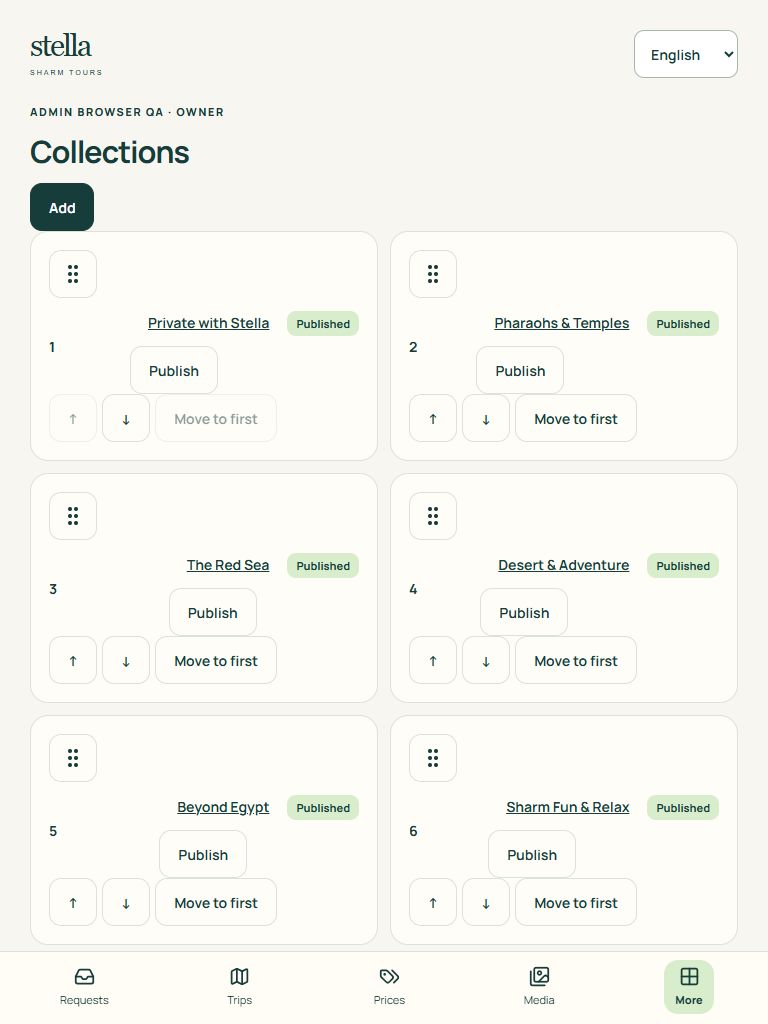 stella
SHARM TOURS
English
ADMIN BROWSER QA · OWNER
Collections
Add
Private with Stella Published
1
Publish
↑ ↓ Move to first
Pharaohs & Temples Published
2
Publish
↑ ↓ Move to first
The Red Sea Published
3
Publish
↑ ↓ Move to first
Desert & Adventure Published
4
Publish
↑ ↓ Move to first
Beyond Egypt Published
5
Publish
↑ ↓ Move to first
Sharm Fun & Relax Published
6
Publish
↑ ↓ Move to first
Requests Trips Prices Media More